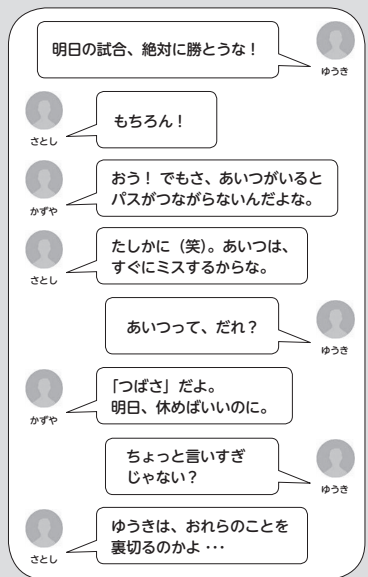 明日の試合、絶対に勝とうな！
ゆうき
もちろん！
さとし
おう！ でもさ、あいつがいると
パスがつながらないんだよな。
かずや
たしかに（笑）。あいつは、
すぐにミスするからな。
さとし
あいつって、だれ？
ゆうき
「つばさ」だよ。
明日、休めばいいのに。
かずや
ちょっと言いすぎ
じゃない？
ゆうき
ゆうきは、おれらのことを
裏切るのかよ・・・
さとし